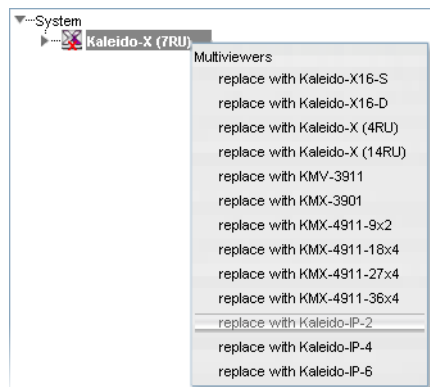 System
Kaleido-X (7RU)
Multiviewers
replace with Kaleido-X16-S
replace with Kaleido-X16-D
replace with Kaleido-X (4RU)
replace with Kaleido-X (14RU)
replace with KMV-3911
replace with KMX-3901
replace with KMX-4911-9x2
replace with KMX-4911-18x4
replace with KMX-4911-27x4
replace with KMX-4911-36x4
replace with Kaleido-IP-2
replace with Kaleido-IP-4
replace with Kaleido-IP-6